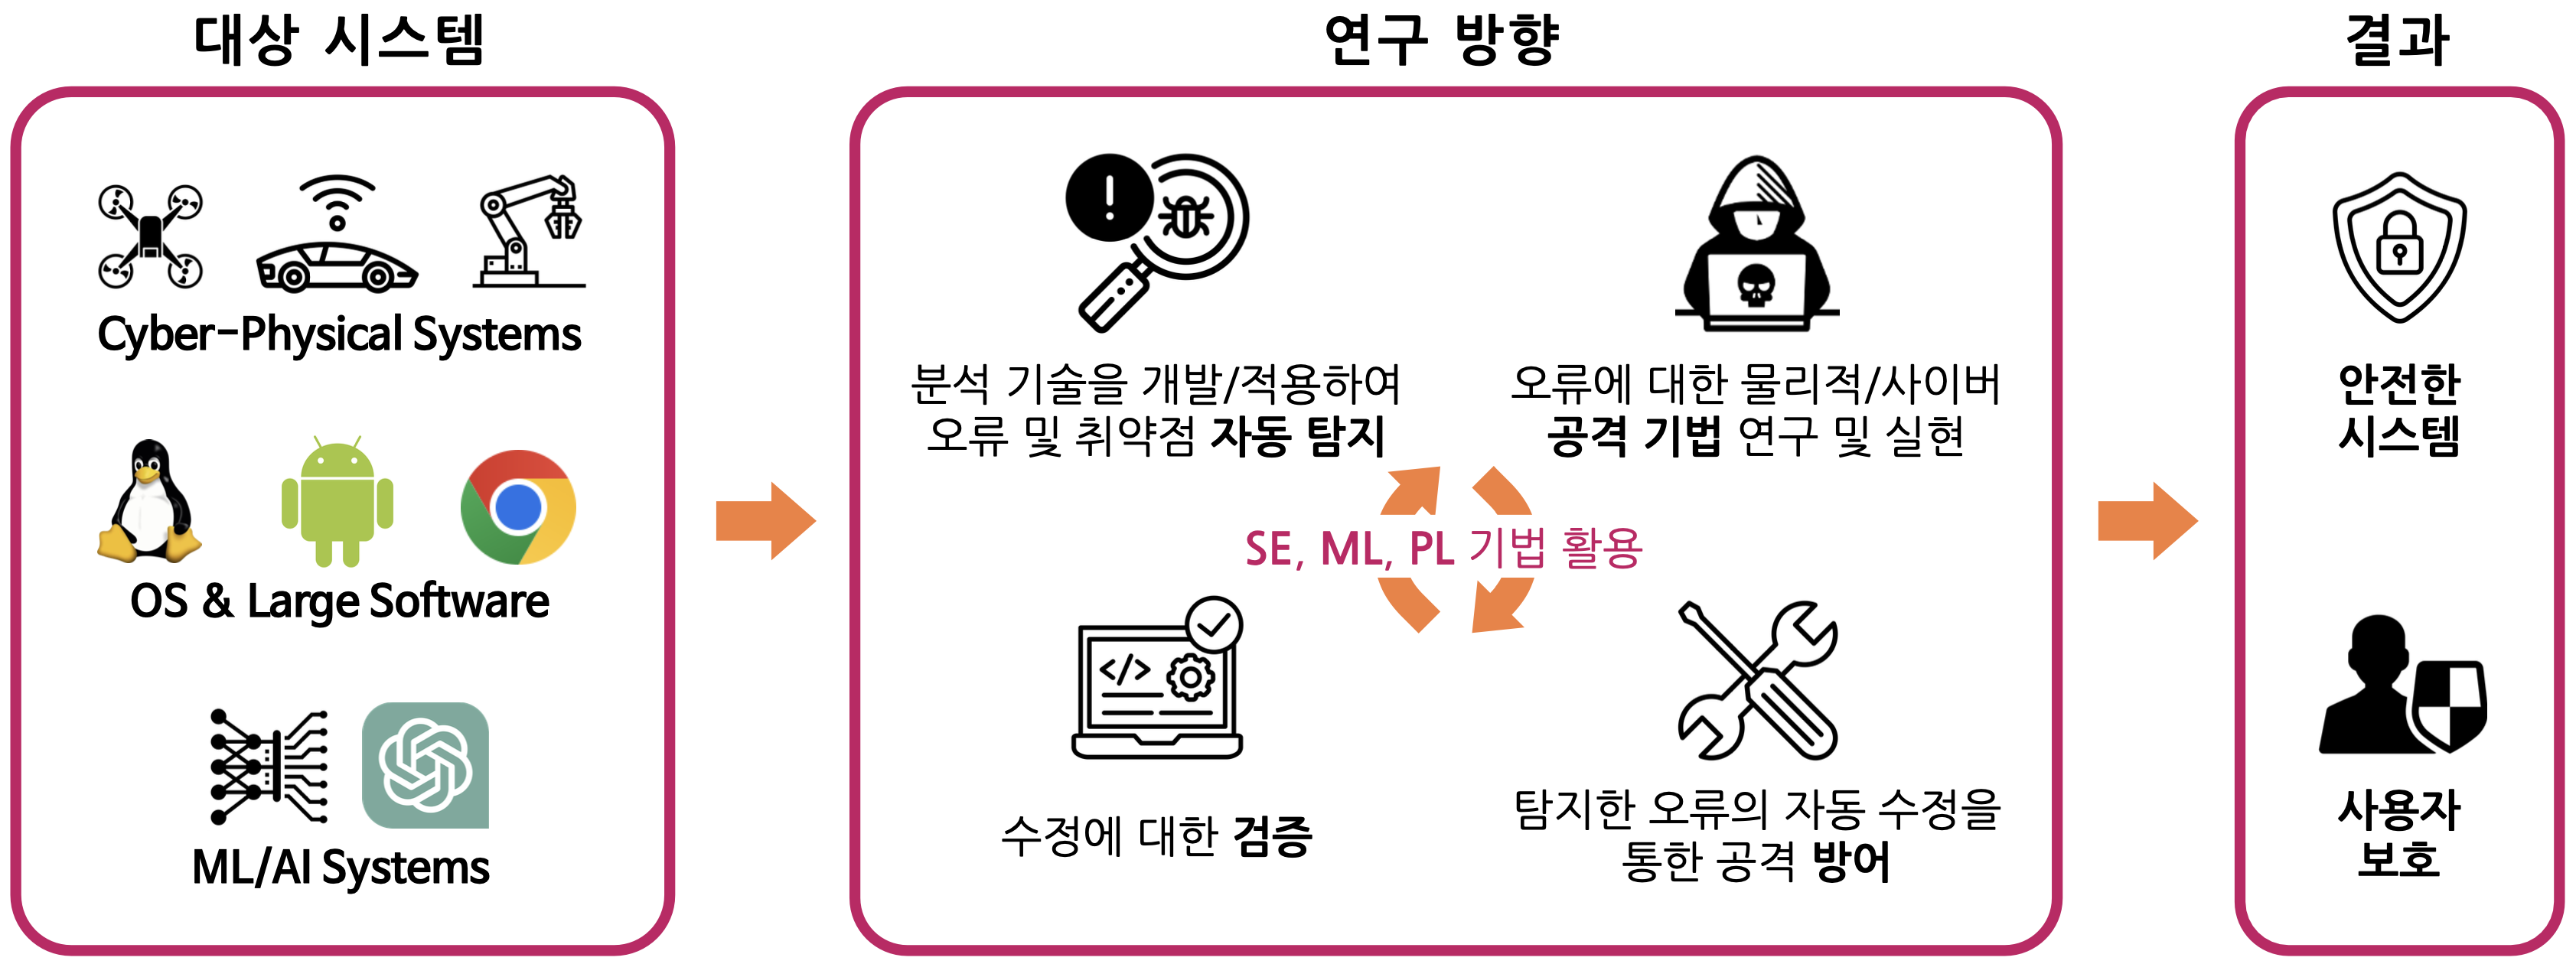 대상 시스템
Cyber-Physical Systems
OS & Large Software
ML/AI Systems
연구 방향
분석 기술을 개발/적용하여
오류 및 취약점 자동 탐지
오류에 대한 물리적/사이버
공격 기법 연구 및 실현
SE, ML, PL 기법 활용
수정에 대한 검증
탐지한 오류의 자동 수정을
통한 공격 방어
결과
안전한
시스템
사용자
보호